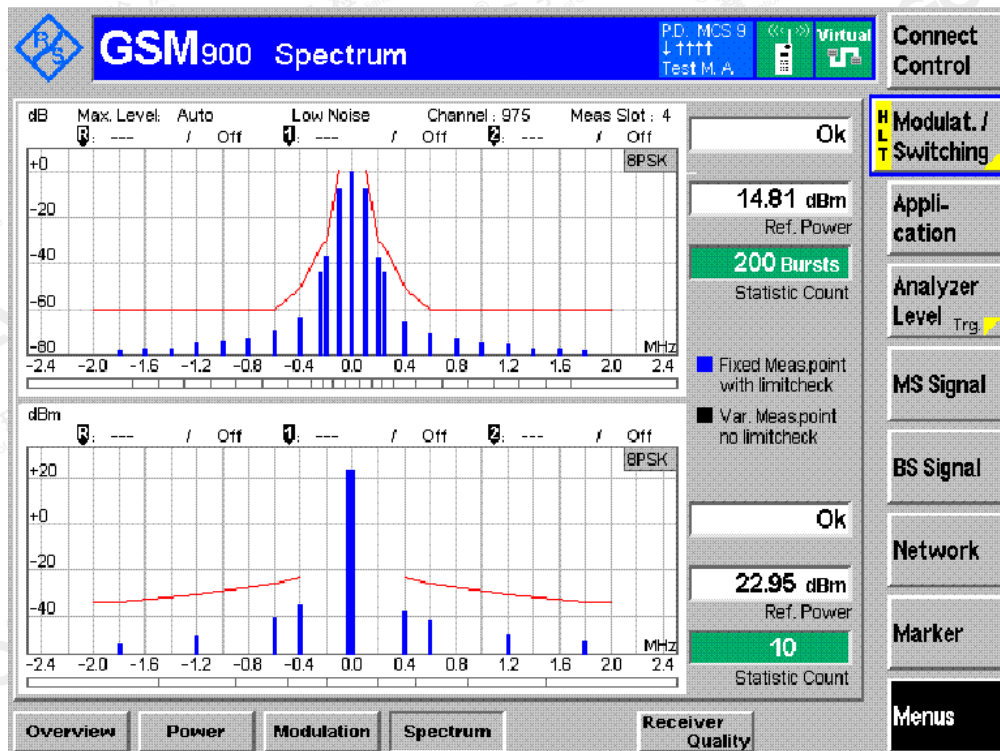 R&S
GSM900 Spectrum
P.D. MCS 9
↓ ↑↑↑↑
Test M. A.
Virtual
Connect Control
dB Max. Level: Auto Low Noise Channel : 975 Meas Slot : 4
R: --- / Off 1: --- / Off 2: --- / Off
8PSK
+0
-20
-40
-60
-80
MHz
-2.4 -2.0 -1.6 -1.2 -0.8 -0.4 0.0 0.4 0.8 1.2 1.6 2.0 2.4
Ok
14.81 dBm
Ref. Power
200 Bursts
Statistic Count
Fixed Meas.point
with limitcheck
Var. Meas.point
no limitcheck
dBm
R: --- / Off 1: --- / Off 2: --- / Off
8PSK
+20
+0
-20
-40
MHz
-2.4 -2.0 -1.6 -1.2 -0.8 -0.4 0.0 0.4 0.8 1.2 1.6 2.0 2.4
Ok
22.95 dBm
Ref. Power
10
Statistic Count
HLT
Modulat. /
Switching
Appli-
cation
Analyzer
Level Trg.
MS Signal
BS Signal
Network
Marker
Menus
Overview Power Modulation Spectrum Receiver
Quality